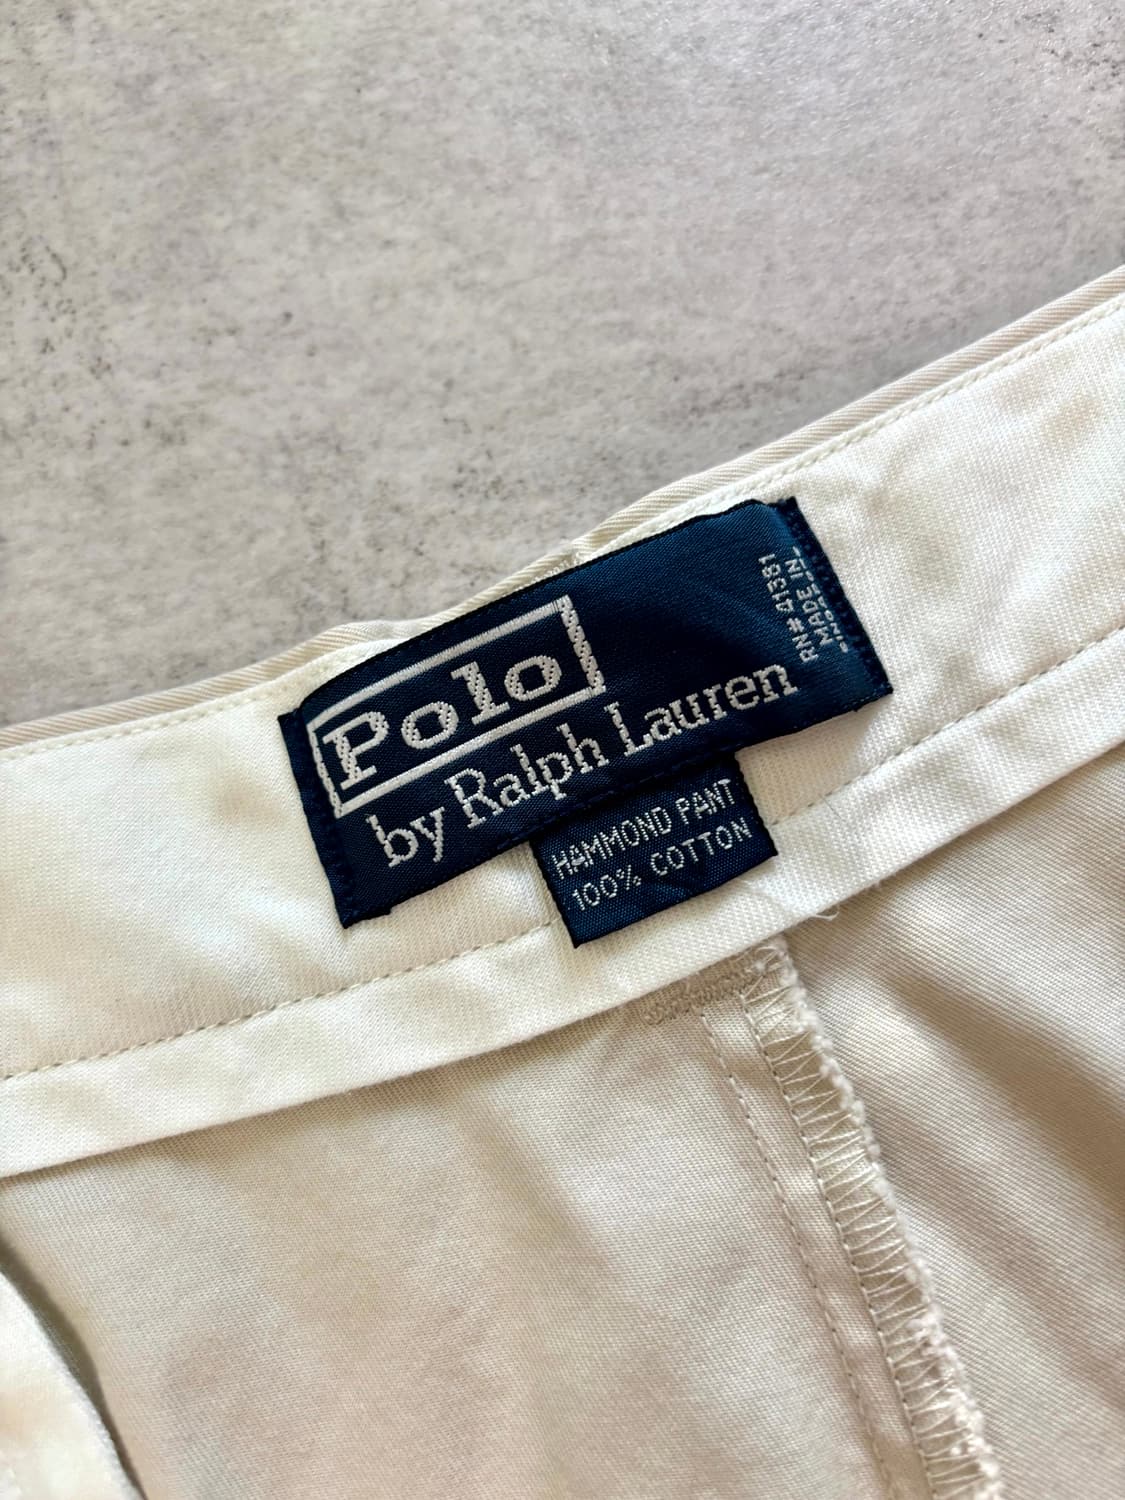 Polo
by Ralph Lauren
RN# 41381
MADE IN
HAMMOND PANT
100% COTTON